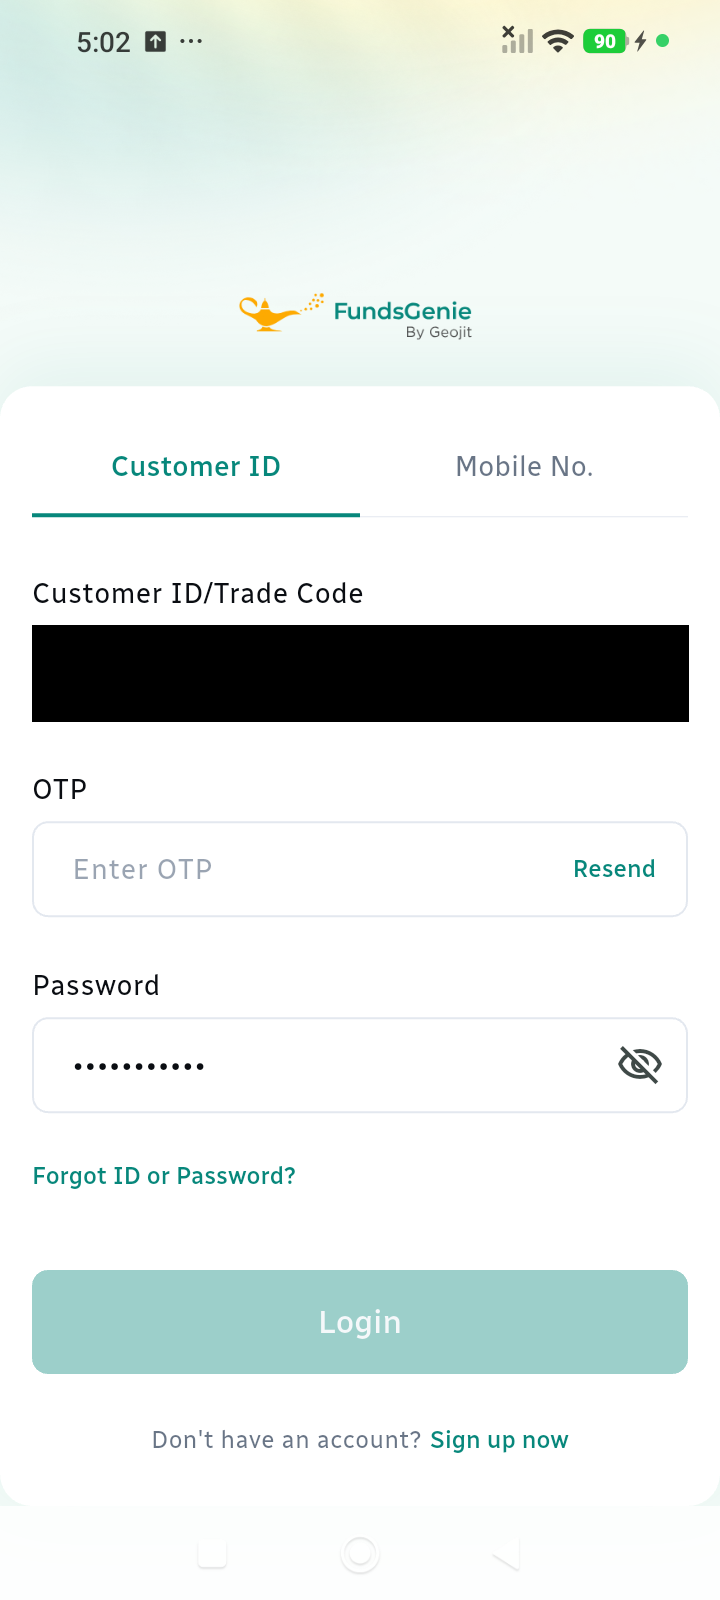 5:02 90
FundsGenie
By Geojit
Customer ID Mobile No.
Customer ID/Trade Code
OTP
Enter OTP Resend
Password
•••••••••••
Forgot ID or Password?
Login
Don't have an account? Sign up now